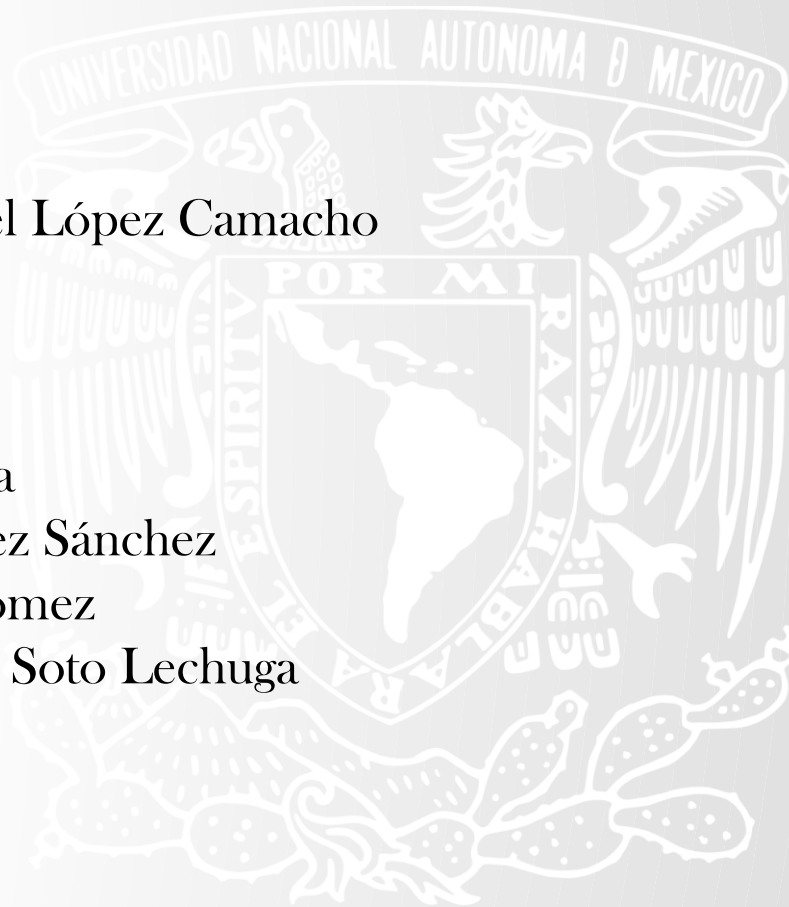 UNIVERSIDAD NACIONAL AUTONOMA D MEXICO
el López Camacho
POR MI RAZA HABLARA EL ESPIRITU
a
ez Sánchez
omez
Soto Lechuga